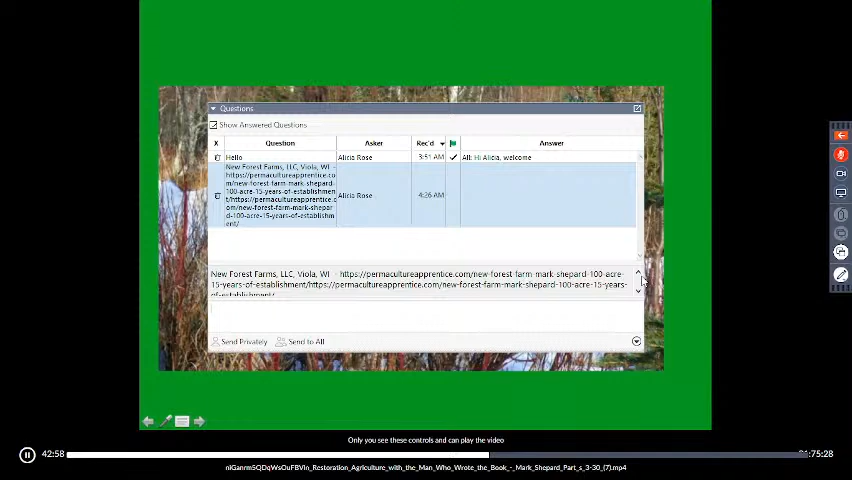 Questions
Show Answered Questions
X Question Asker Rec'd Answer
Hello Alicia Rose 3:51 AM All: Hi Alicia, welcome
New Forest Farms, LLC, Viola, WI -
https://permacultureapprentice.co
m/new-forest-farm-mark-shepard
-100-acre-15-years-of-establishmen
t/https://permacultureapprentice.c
om/new-forest-farm-mark-shepar
d-100-acre-15-years-of-establishm
ent/
Alicia Rose 4:26 AM
New Forest Farms, LLC, Viola, WI - https://permacultureapprentice.com/new-forest-farm-mark-shepard-100-acre-
15-years-of-establishment/https://permacultureapprentice.com/new-forest-farm-mark-shepard-100-acre-15-years-
of-establishment/
Send Privately Send to All
Only you see these controls and can play the video
42:58 :75:28
niGanrmSQDqWsOuFBVin_Restoration_Agriculture_with_the_Man_Who_Wrote_the_Book_-_Mark_Shepard_Part_s_3-30_(7).mp4